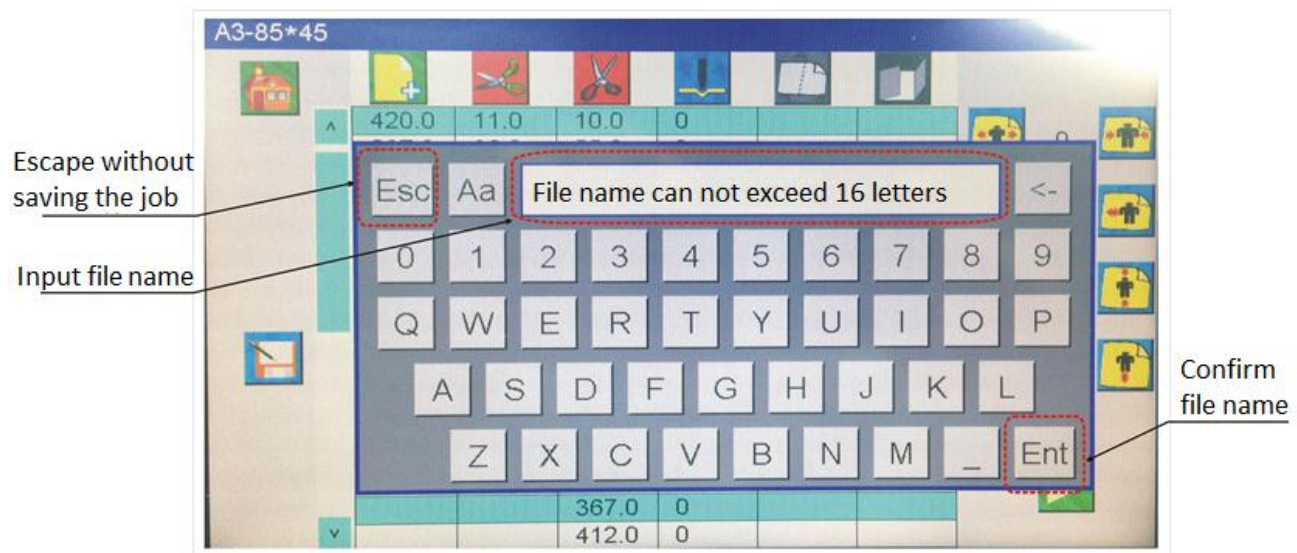 A3-85*45
420.0 11.0 10.0 0
Escape without
saving the job
Input file name
Esc Aa File name can not exceed 16 letters <-
0 1 2 3 4 5 6 7 8 9
Q W E R T Y U I O P
A S D F G H J K L
Z X C V B N M _ Ent
Confirm
file name
367.0 0
412.0 0